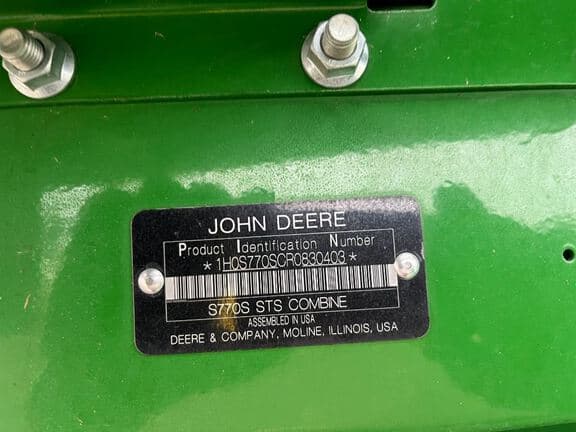 JOHN DEERE
Product Identification Number
*1H0S770SCR0830403*
S770S STS COMBINE
ASSEMBLED IN USA
DEERE & COMPANY, MOLINE, ILLINOIS, USA